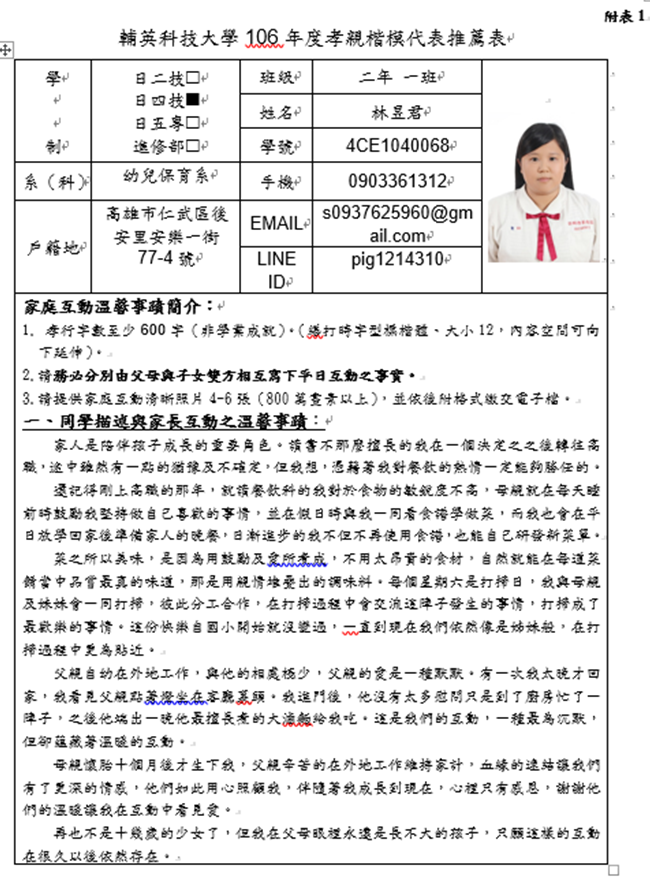 附表 1
輔英科技大學 106 年度孝親楷模代表推薦表
學
制
日二技□
日四技■
日五專□
進修部□
班級
二年 一班
姓名
林昱君
學號
4CE1040068
系（科）
幼兒保育系
手機
0903361312
戶籍地
高雄市仁武區後
安里安樂一街
77-4 號
EMAIL
s0937625960@gm
ail.com
LINE
ID
pig1214310
家庭互動溫馨事蹟簡介：
1. 孝行字數至少 600 字（非學業成就）。（繕打時字型標楷體、大小 12，內容空間可向
下延伸）。
2.請務必分別由父母與子女雙方相互寫下平日互動之事實。
3.請提供家庭互動清晰照片 4-6 張（800 萬畫素以上），並依後附格式繳交電子檔。
一、同學描述與家長互動之溫馨事蹟：
家人是陪伴孩子成長的重要角色。讀書不那麼擅長的我在一個決定之之後轉往高
職，途中雖然有一點的猶豫及不確定，但我想，憑藉著我對餐飲的熱情一定能夠勝任的。
還記得剛上高職的那年，就讀餐飲科的我對於食物的敏銳度不高，母親就在每天睡
前時鼓勵我堅持做自己喜歡的事情，並在假日時與我一同看食譜學做菜，而我也會在平
日放學回家後準備家人的晚餐，日漸進步的我不但不再使用食譜，也能自己研發新菜單。
菜之所以美味，是因為用鼓勵及愛所煮成，不用太昂貴的食材，自然就能在每道菜
餚當中品嘗最真的味道，那是用親情堆疊出的調味料。每個星期六是打掃日，我與母親
及妹妹會一同打掃，彼此分工合作，在打掃過程中會交流這陣子發生的事情，打掃成了
最歡樂的事情。這份快樂自國小開始就沒變過，一直到現在我們依然像是姊妹般，在打
掃過程中更為貼近。
父親自幼在外地工作，與他的相處極少，父親的愛是一種默默。有一次我太晚才回
家，我看見父親點著燈坐在客廳裏頭。我進門後，他沒有太多慰問只是到了廚房忙了一
陣子，之後他端出一碗他最擅長煮的大滷麵給我吃。這是我們的互動，一種最為沉默，
但卻蘊藏著溫暖的互動。
母親懷胎十個月後才生下我，父親辛苦的在外地工作維持家計，血緣的連結讓我們
有了更深的情感，他們如此用心照顧我，伴隨著我成長到現在，心裡只有感恩，謝謝他
們的溫暖讓我在互動中看見愛。
再也不是十幾歲的少女了，但我在父母眼裡永遠是長不大的孩子，只願這樣的互動
在很久以後依然存在。